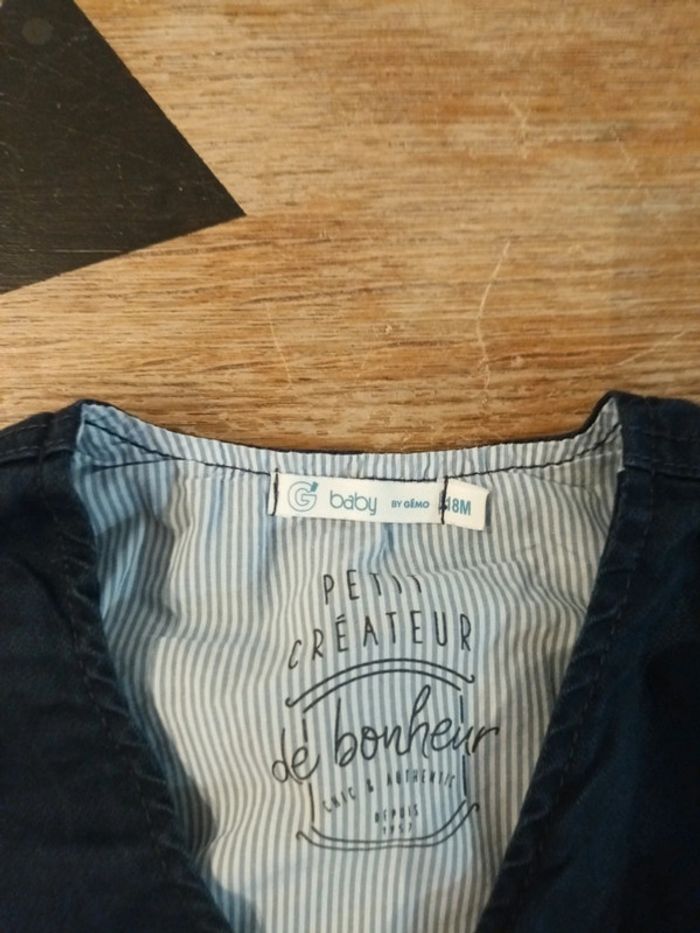 G baby BY GÉMO 18M
PETIT
CRÉATEUR
de bonheur
CHIC & AUTHENTIC
DEPUIS
1957